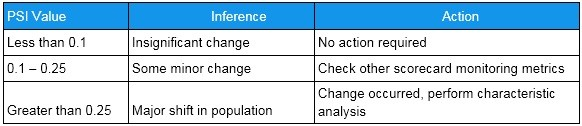 PSI Value Inference Action
Less than 0.1 Insignificant change No action required
0.1 – 0.25 Some minor change Check other scorecard monitoring metrics
Greater than 0.25 Major shift in population Change occurred, perform characteristic
analysis